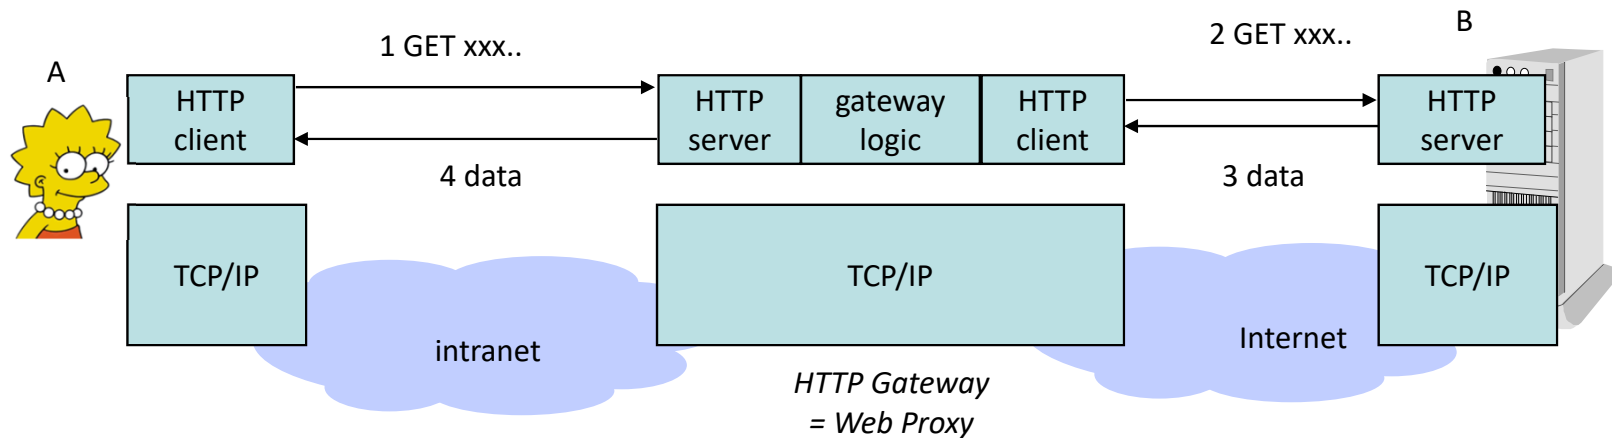 A
1 GET xxx..
2 GET xxx..
B
HTTP
client
HTTP
server
gateway
logic
HTTP
client
HTTP
server
4 data
3 data
TCP/IP
TCP/IP
TCP/IP
intranet
Internet
HTTP Gateway
= Web Proxy